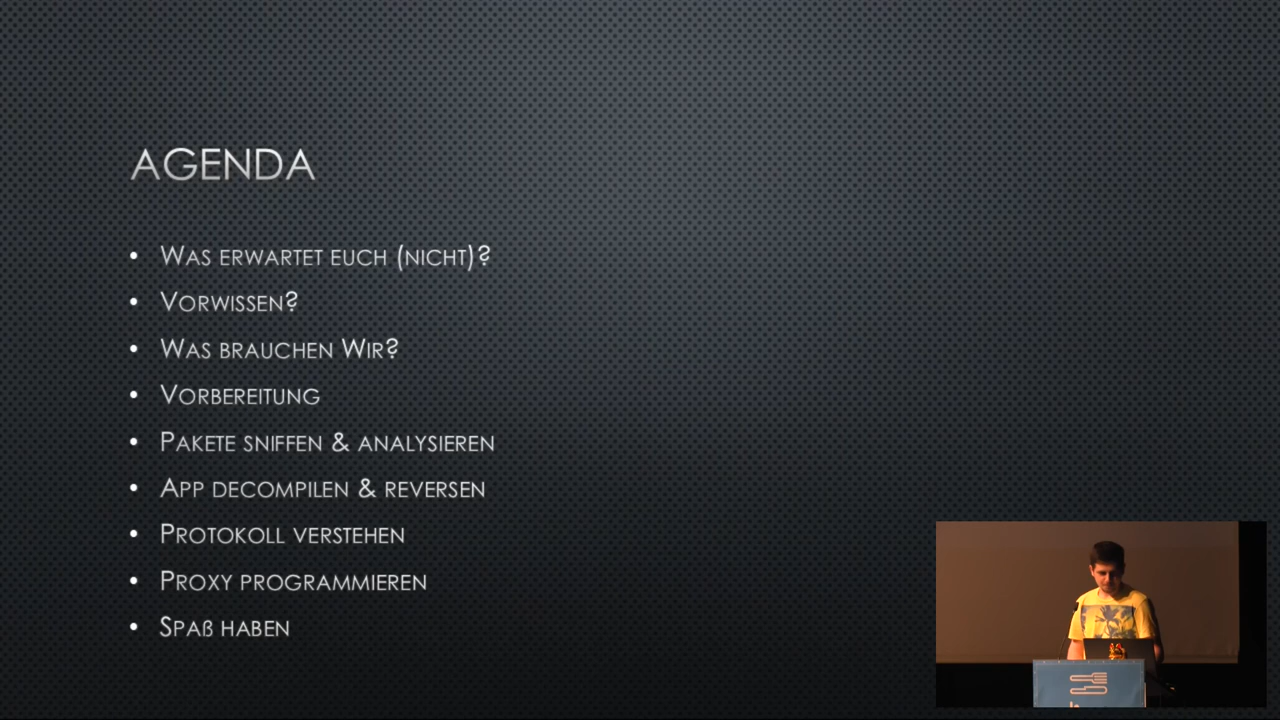 AGENDA
• WAS ERWARTET EUCH (NICHT)?
• VORWISSEN?
• WAS BRAUCHEN WIR?
• VORBEREITUNG
• PAKETE SNIFFEN & ANALYSIEREN
• APP DECOMPILEN & REVERSEN
• PROTOKOLL VERSTEHEN
• PROXY PROGRAMMIEREN
• SPAß HABEN